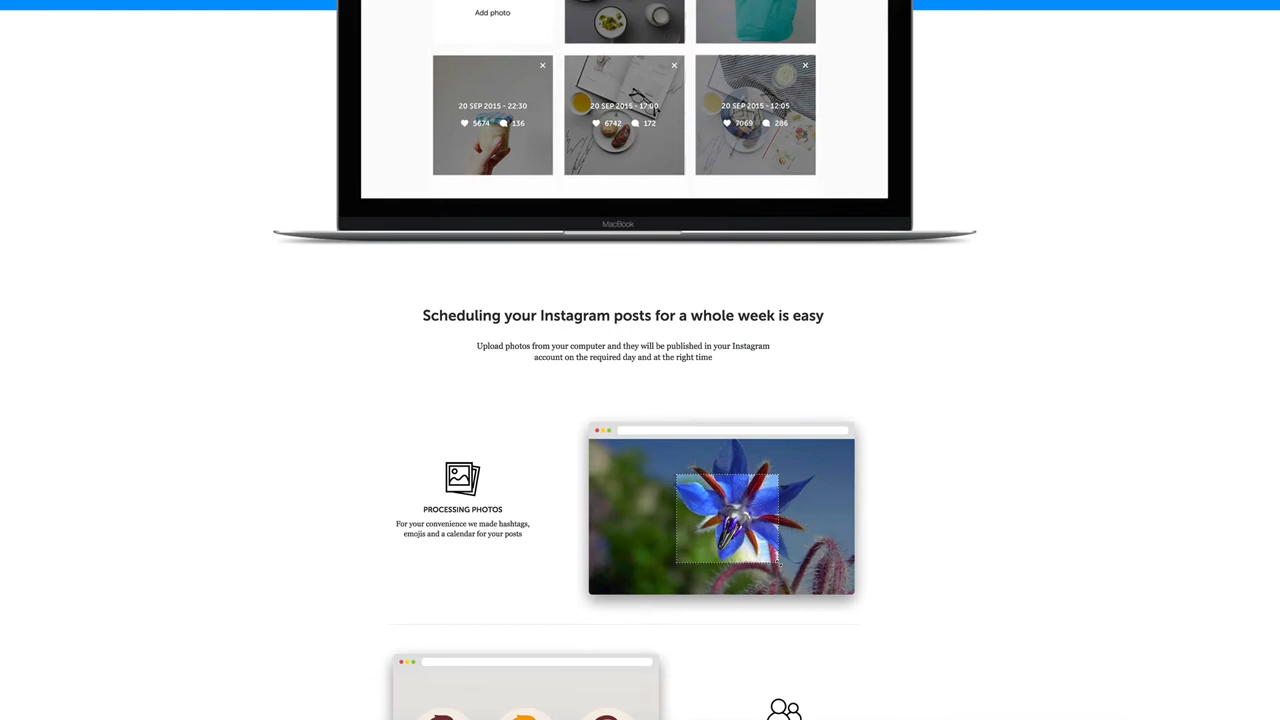 Add photo
20 SEP 2015 - 22:30
20 SEP 2015 - 17:00
20 SEP 2015 - 12:05
5674 136
6742 172
7069 286
MacBook
Scheduling your Instagram posts for a whole week is easy
Upload photos from your computer and they will be published in your Instagram
account on the required day and at the right time
PROCESSING PHOTOS
For your convenience we made hashtags,
emojis and a calendar for your posts